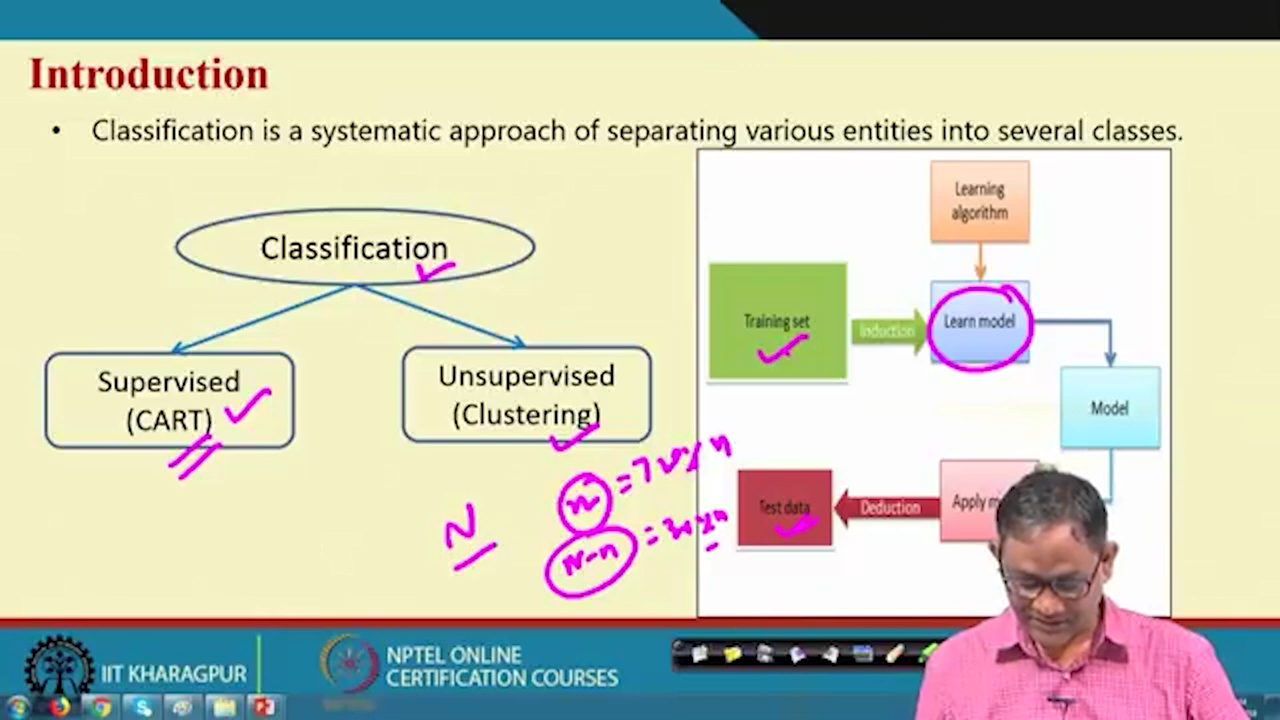 Introduction
• Classification is a systematic approach of separating various entities into several classes.
Classification
Supervised
(CART)
Unsupervised
(Clustering)
Learning
algorithm
Training set
Induction
Learn model
Model
Test data
Deduction
Apply
N
n
N-n
IIT KHARAGPUR
NPTEL ONLINE
CERTIFICATION COURSES